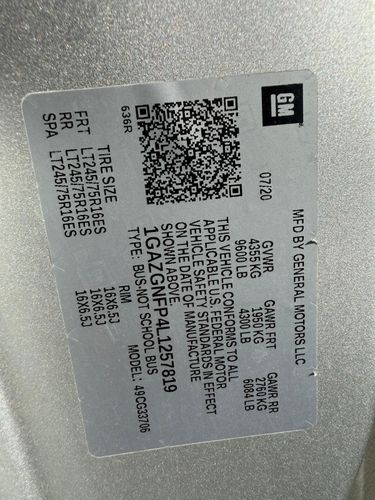 GM
MFD BY GENERAL MOTORS LLC
07/20
GVWR GAWR FRT GAWR RR
4355 KG 1950 KG 2760 KG
9600 LB 4300 LB 6084 LB
THIS VEHICLE CONFORMS TO ALL
APPLICABLE U.S. FEDERAL MOTOR
VEHICLE SAFETY STANDARDS IN EFFECT
ON THE DATE OF MANUFACTURE
SHOWN ABOVE.
1GAZGNFP4L1257819
TYPE: BUS-NOT SCHOOL BUS MODEL: 49CG33706
636R
TIRE SIZE RIM
FRT LT245/75R16ES 16X6.5J
RR LT245/75R16ES 16X6.5J
SPA LT245/75R16ES 16X6.5J